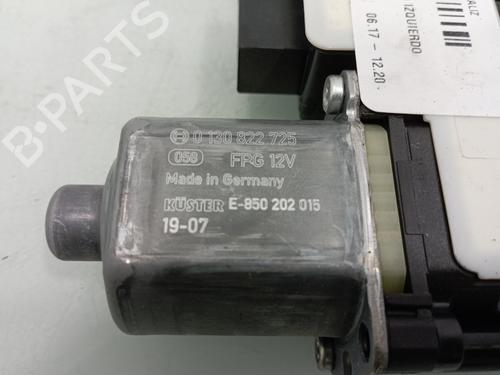 0 130 822 725
058 FPG 12V
Made in Germany
KÜSTER E-850 202 015
19-07
IZQUIERDO
06.17 - 12.20
B-PARTS